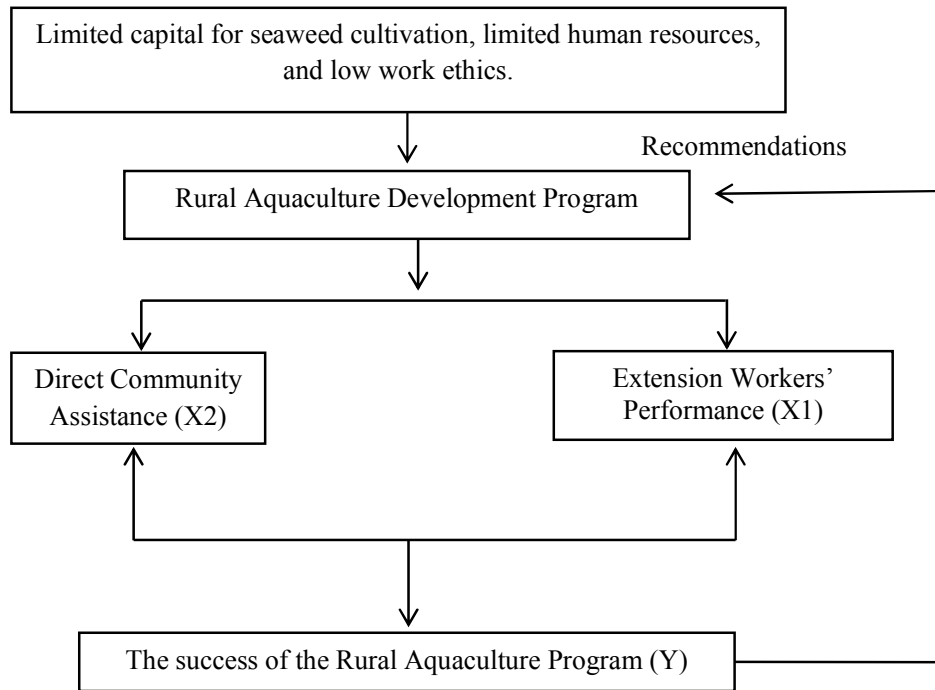 Limited capital for seaweed cultivation, limited human resources,
and low work ethics.
Recommendations
Rural Aquaculture Development Program
Direct Community
Assistance (X2)
Extension Workers’
Performance (X1)
The success of the Rural Aquaculture Program (Y)